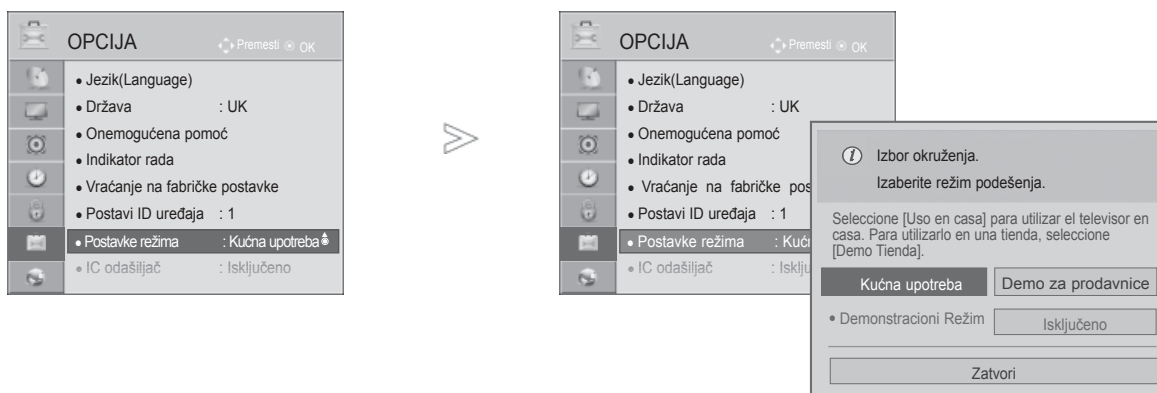 OPCIJA
Premesti OK
• Jezik(Language)
• Država : UK
• Onemogućena pomoć
• Indikator rada
• Vraćanje na fabričke postavke
• Postavi ID uređaja : 1
• Postavke režima : Kućna upotreba
• IC odašiljač : Isključeno
OPCIJA
Premesti OK
• Jezik(Language)
• Država : UK
• Onemogućena pomoć
• Indikator rada
• Vraćanje na fabričke pos
• Postavi ID uređaja : 1
• Postavke režima : Kuć
• IC odašiljač : Isklju
Izbor okruženja.
Izaberite režim podešenja.
Seleccione [Uso en casa] para utilizar el televisor en
casa. Para utilizarlo en una tienda, seleccione
[Demo Tienda].
Kućna upotreba
Demo za prodavnice
• Demonstracioni Režim
Isključeno
Zatvori